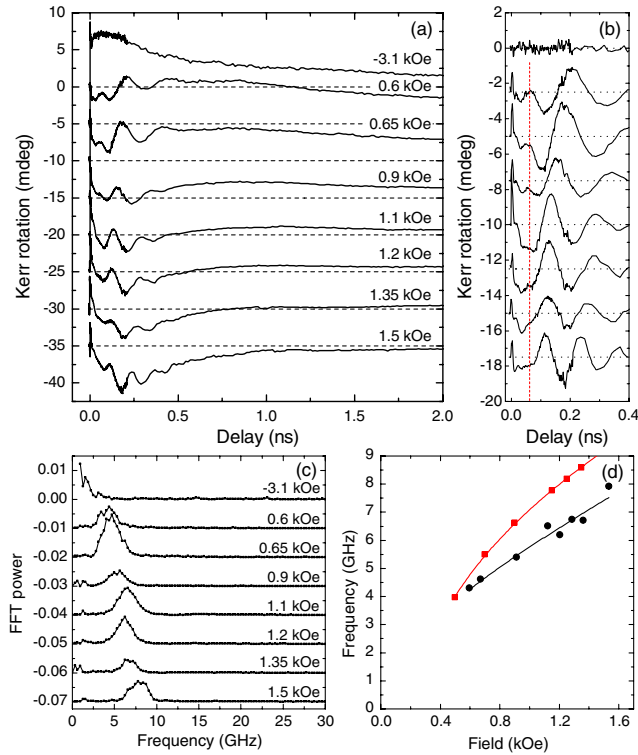 (a)
10
5
0
-5
-10
-15
-20
-25
-30
-35
-40
Kerr rotation (mdeg)
-3.1 kOe
0.6 kOe
0.65 kOe
0.9 kOe
1.1 kOe
1.2 kOe
1.35 kOe
1.5 kOe
0.0 0.5 1.0 1.5 2.0
Delay (ns)
(b)
2
0
-2
-4
-6
-8
-10
-12
-14
-16
-18
-20
Kerr rotation (mdeg)
0.0 0.2 0.4
Delay (ns)
(c)
0.01
0.00
-0.01
-0.02
-0.03
-0.04
-0.05
-0.06
-0.07
FFT power
-3.1 kOe
0.6 kOe
0.65 kOe
0.9 kOe
1.1 kOe
1.2 kOe
1.35 kOe
1.5 kOe
0 5 10 15 20 25 30
Frequency (GHz)
(d)
9
8
7
6
5
4
3
2
1
0
Frequency (GHz)
0.0 0.4 0.8 1.2 1.6
Field (kOe)